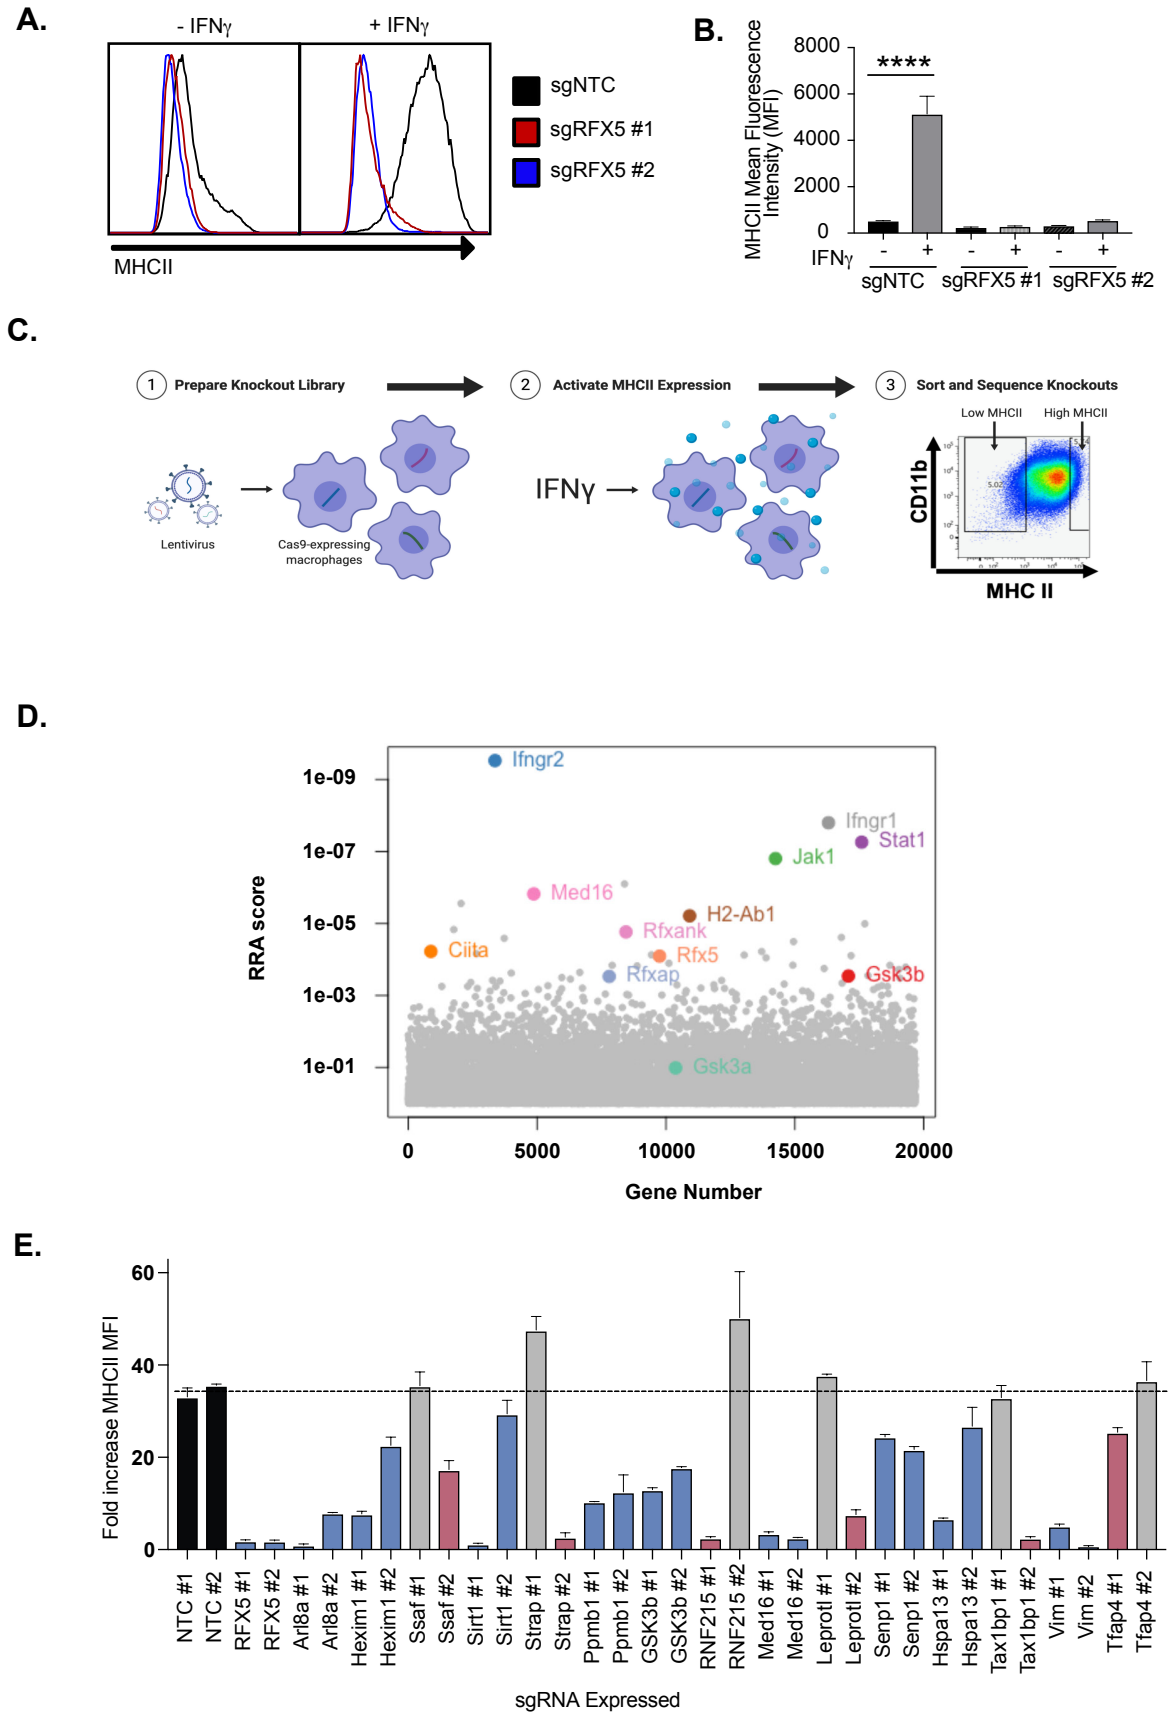 A.
- IFNγ
+ IFNγ
sgNTC
sgRFX5 #1
sgRFX5 #2
MHCII
B.
MHCII Mean Fluorescence
Intensity (MFI)
8000
6000
4000
2000
0
****
IFNγ
- + - + - +
sgNTC sgRFX5 #1 sgRFX5 #2
C.
1 Prepare Knockout Library
2 Activate MHCII Expression
3 Sort and Sequence Knockouts
Lentivirus
Cas9-expressing
macrophages
IFNγ
Low MHCII High MHCII
CD11b
5.02
MHC II
D.
RRA score
1e-09
1e-07
1e-05
1e-03
1e-01
Ifngr2
Ifngr1
Stat1
Jak1
Med16
H2-Ab1
Rfxank
Ciita
Rfx5
Rfxap
Gsk3b
Gsk3a
0 5000 10000 15000 20000
Gene Number
E.
Fold increase MHCII MFI
60
40
20
0
NTC #1
NTC #2
RFX5 #1
RFX5 #2
Arl8a #1
Arl8a #2
Hexim1 #1
Hexim1 #2
Ssaf #1
Ssaf #2
Sirt1 #1
Sirt1 #2
Strap #1
Strap #2
Ppmb1 #1
Ppmb1 #2
GSK3b #1
GSK3b #2
RNF215 #1
RNF215 #2
Med16 #1
Med16 #2
Leprotl #1
Leprotl #2
Senp1 #1
Senp1 #2
Hspa13 #1
Hspa13 #2
Tax1bp1 #1
Tax1bp1 #2
Vim #1
Vim #2
Tfap4 #1
Tfap4 #2
sgRNA Expressed